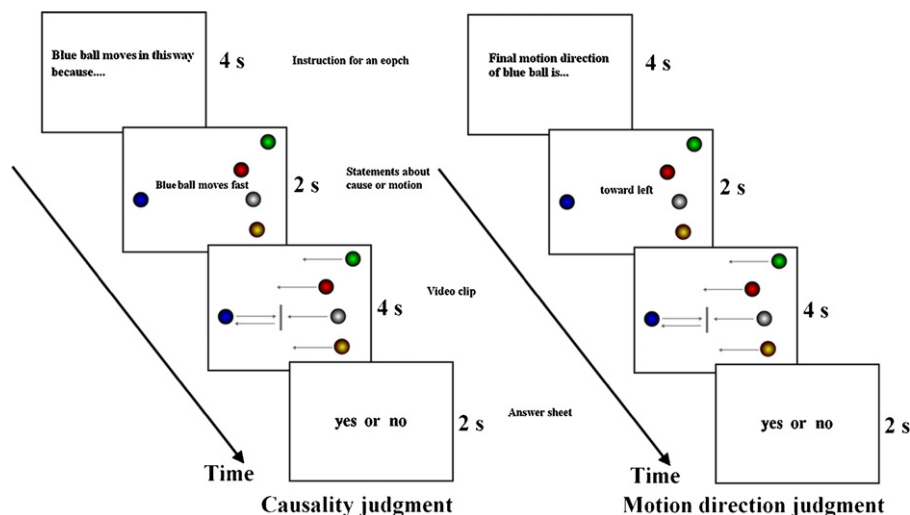 Blue ball moves in this way
because....
4 s
Instruction for an eopch
Final motion direction
of blue ball is...
4 s
Blue ball moves fast
2 s
Statements about
cause or motion
toward left
2 s
4 s
Video clip
4 s
yes or no
2 s
Answer sheet
yes or no
2 s
Time
Time
Causality judgment
Motion direction judgment